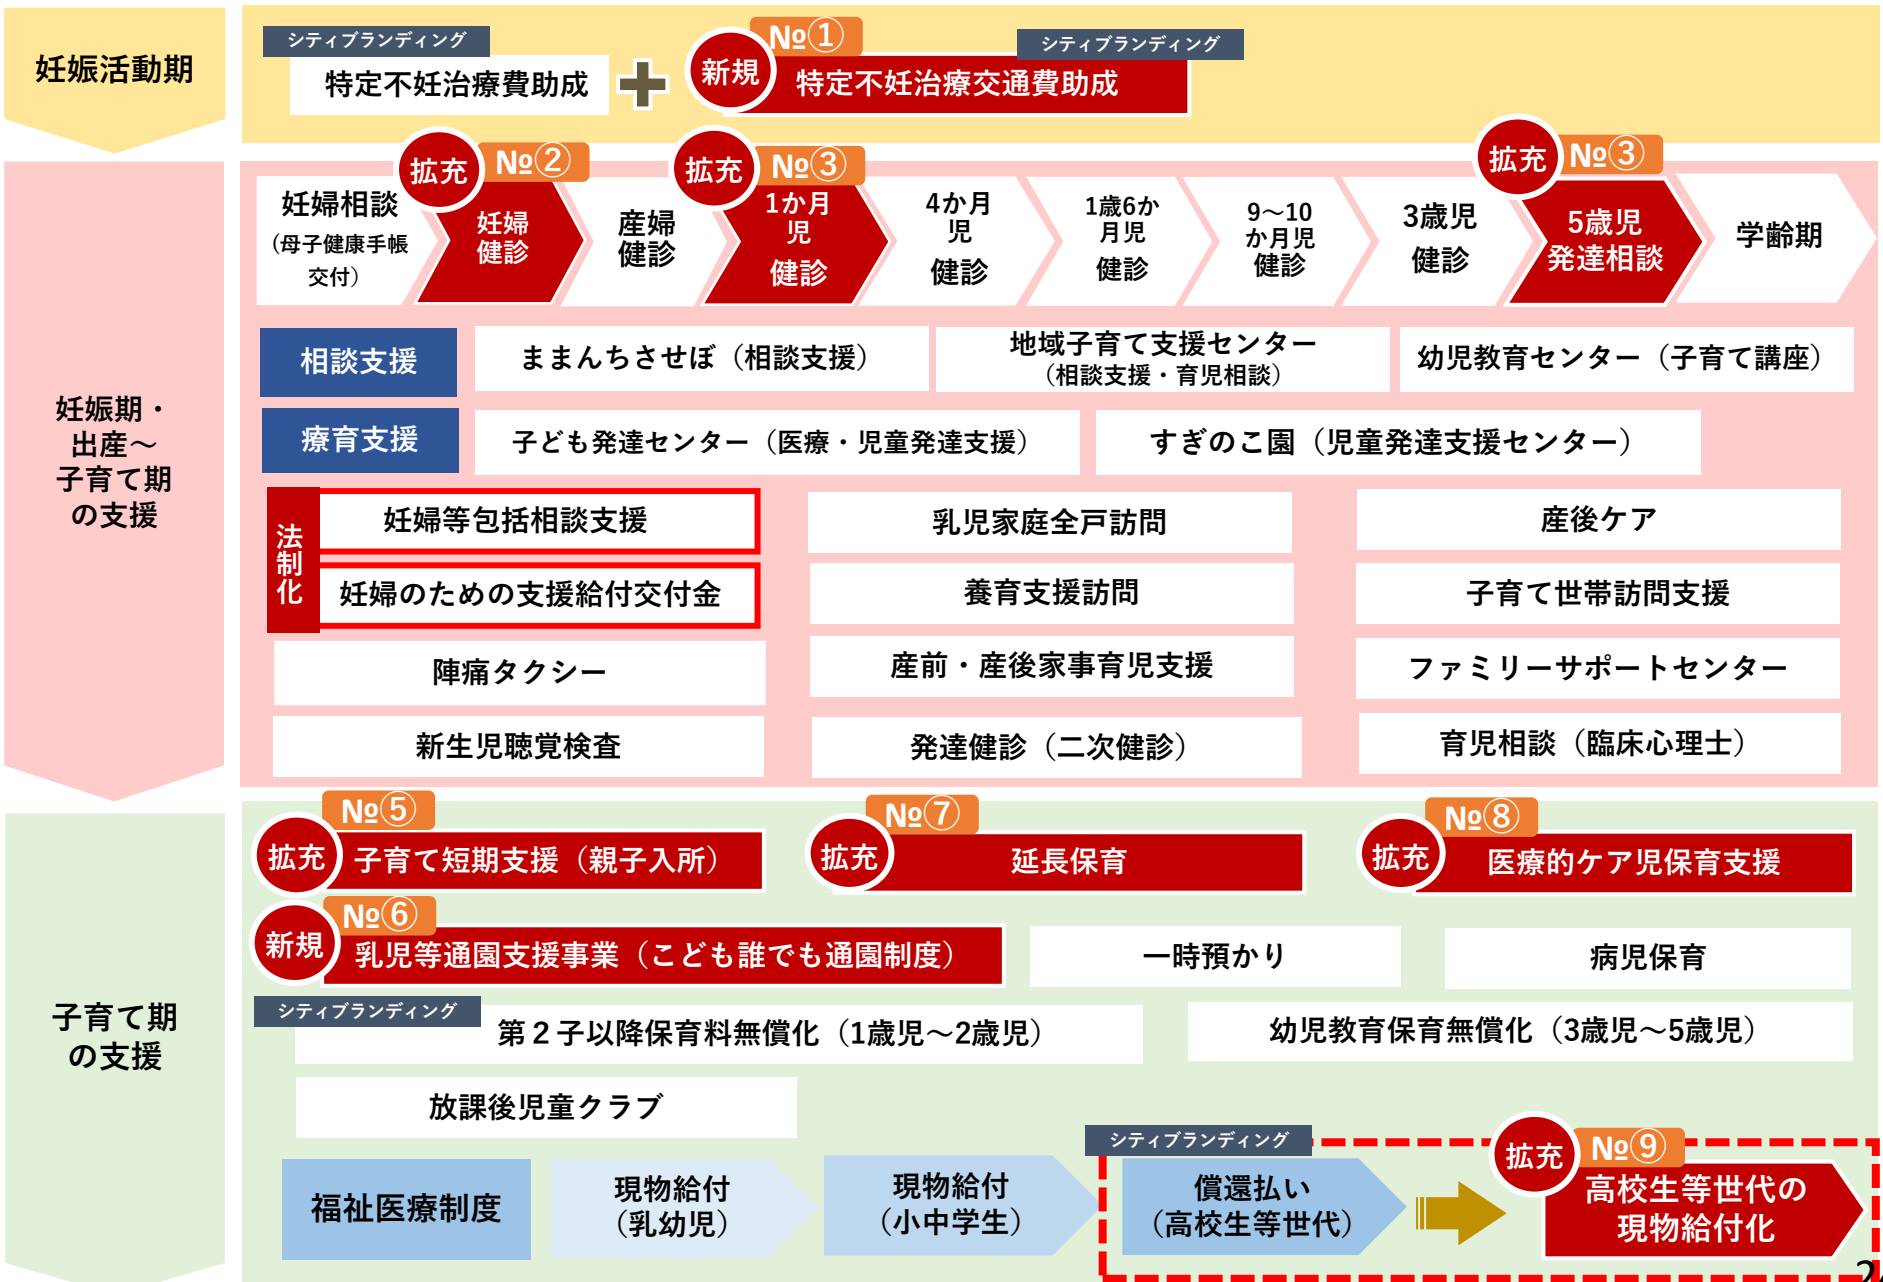 妊娠活動期
シティブランディング
特定不妊治療費助成
新規
№①
シティブランディング
特定不妊治療交通費助成
妊娠期・
出産～
子育て期
の支援
妊婦相談
（母子健康手帳
交付）
拡充
№②
妊婦
健診
産婦
健診
拡充
№③
1か月
児
健診
4か月
児
健診
1歳6か
月児
健診
9～10
か月児
健診
3歳児
健診
拡充
№③
5歳児
発達相談
学齢期
相談支援
ままんちさせぼ（相談支援）
地域子育て支援センター
（相談支援・育児相談）
幼児教育センター（子育て講座）
療育支援
子ども発達センター（医療・児童発達支援）
すぎのこ園（児童発達支援センター）
法制化
妊婦等包括相談支援
乳児家庭全戸訪問
産後ケア
妊婦のための支援給付交付金
養育支援訪問
子育て世帯訪問支援
陣痛タクシー
産前・産後家事育児支援
ファミリーサポートセンター
新生児聴覚検査
発達健診（二次健診）
育児相談（臨床心理士）
子育て期
の支援
拡充
№⑤
子育て短期支援（親子入所）
拡充
№⑦
延長保育
拡充
№⑧
医療的ケア児保育支援
新規
№⑥
乳児等通園支援事業（こども誰でも通園制度）
一時預かり
病児保育
シティブランディング
第２子以降保育料無償化（1歳児～2歳児）
幼児教育保育無償化（3歳児～5歳児）
放課後児童クラブ
福祉医療制度
現物給付
（乳幼児）
現物給付
（小中学生）
シティブランディング
償還払い
（高校生等世代）
拡充
№⑨
高校生等世代の
現物給付化